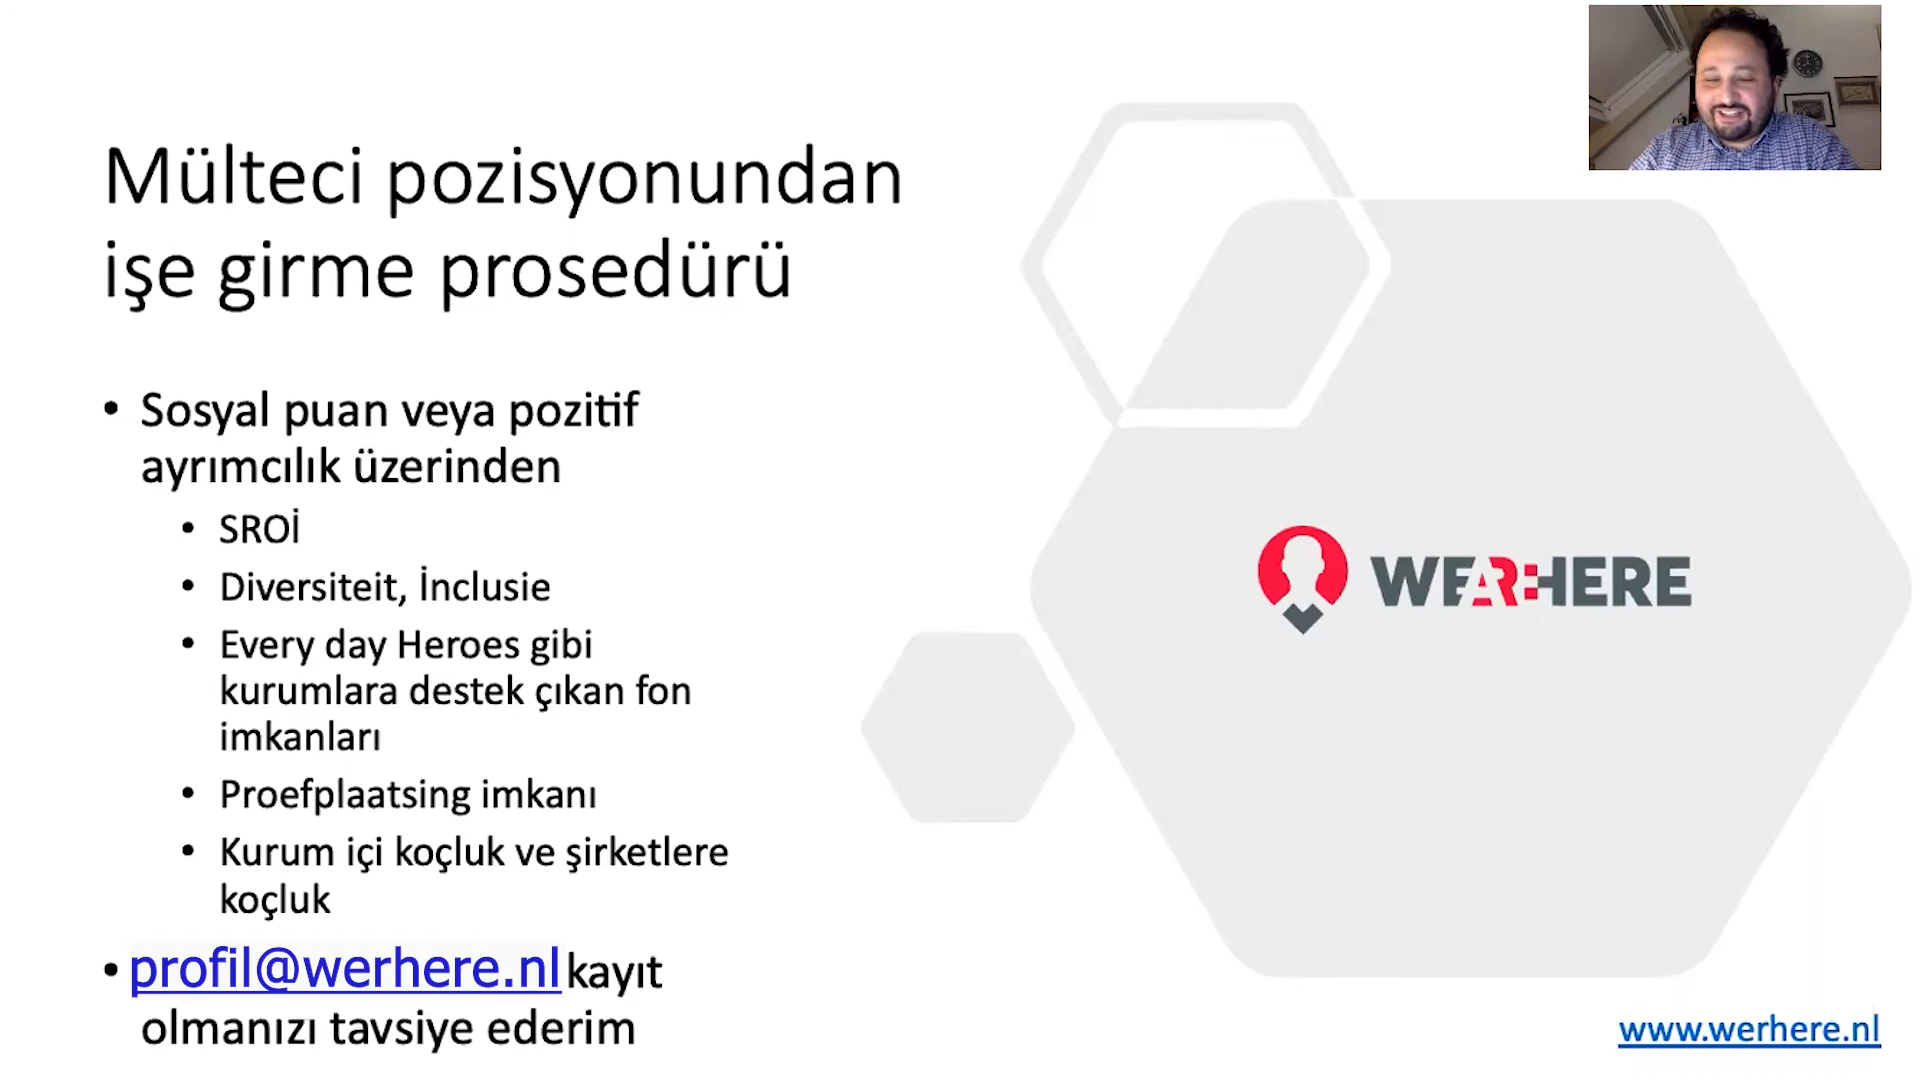 Mülteci pozisyonundan
işe girme prosedürü
• Sosyal puan veya pozitif
ayrımcılık üzerinden
• SROİ
• Diversiteit, İnclusie
• Every day Heroes gibi
kurumlara destek çıkan fon
imkanları
• Proefplaatsing imkanı
• Kurum içi koçluk ve şirketlere
koçluk
• profil@werhere.nl kayıt
olmanızı tavsiye ederim
WEARHERE
www.werhere.nl